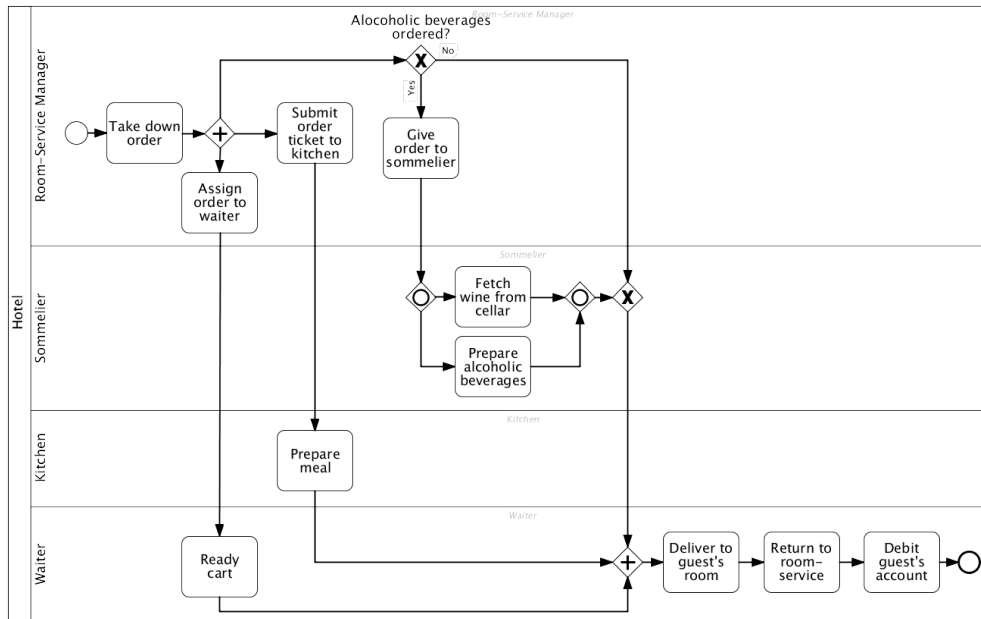 Hotel
Room-Service Manager
Room-Service Manager
Alocoholic beverages
ordered?
No
Yes
Take down
order
Submit
order
ticket to
kitchen
Give
order to
sommelier
Assign
order to
waiter
Sommelier
Sommelier
Fetch
wine from
cellar
Prepare
alcoholic
beverages
Kitchen
Kitchen
Prepare
meal
Waiter
Waiter
Ready
cart
Deliver to
guest's
room
Return to
room-
service
Debit
guest's
account